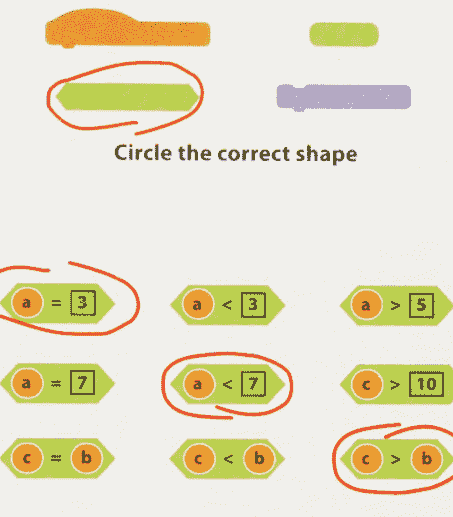 Circle the correct shape
a = 3 a < 3 a > 5
a = 7 a < 7 c > 10
c = b c < b c > b